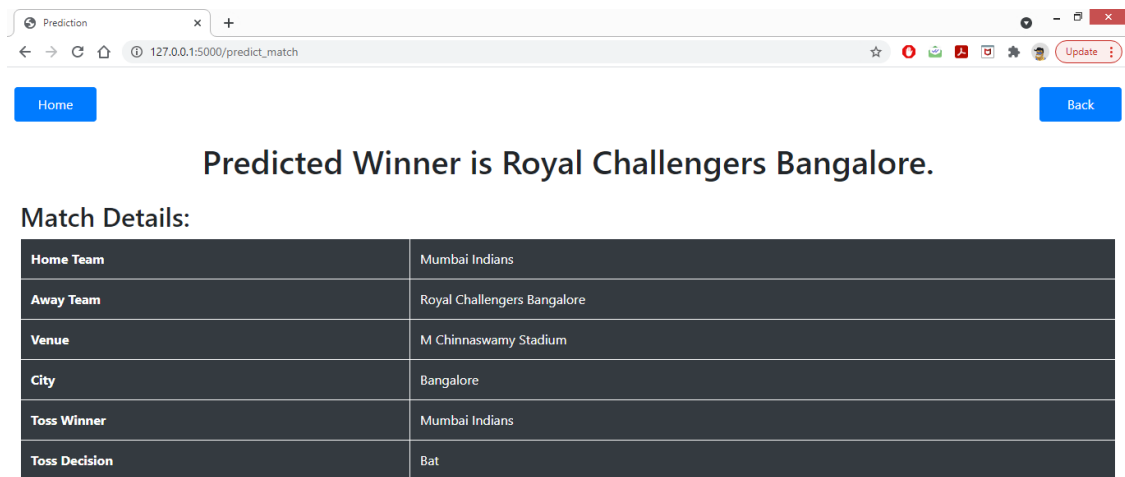 Prediction
127.0.0.1:5000/predict_match
Update
Home
Back
Predicted Winner is Royal Challengers Bangalore.
Match Details:
Home Team Mumbai Indians
Away Team Royal Challengers Bangalore
Venue M Chinnaswamy Stadium
City Bangalore
Toss Winner Mumbai Indians
Toss Decision Bat